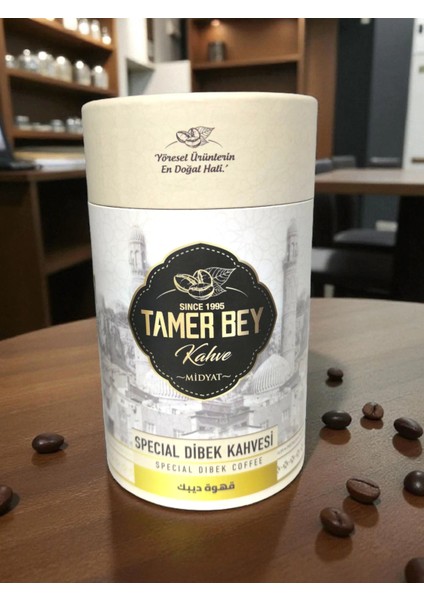 'Yöresel Ürünlerin
En Doğal Hali.'
SINCE 1995
TAMER BEY
Kahve
~MİDYAT~
SPECIAL DİBEK KAHVESİ
SPECIAL DIBEK COFFEE
قهوة ديبك